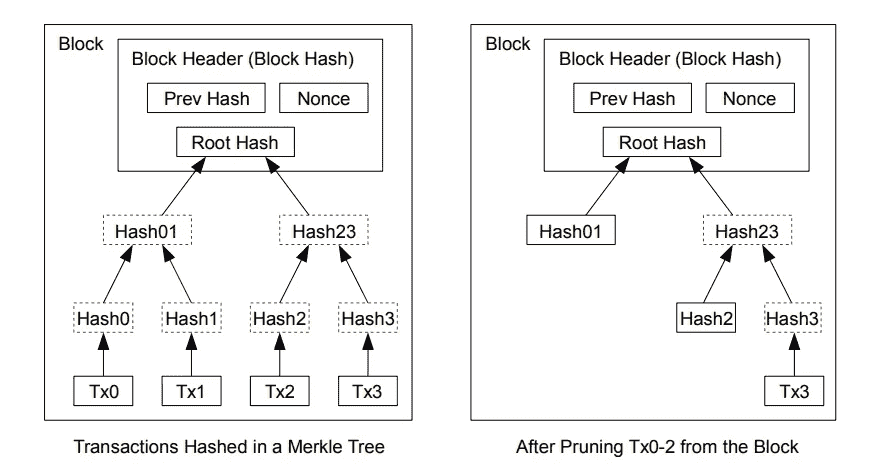 Block
Block Header (Block Hash)
Prev Hash
Nonce
Root Hash
Hash01
Hash23
Hash0
Hash1
Hash2
Hash3
Tx0
Tx1
Tx2
Tx3
Transactions Hashed in a Merkle Tree
Block
Block Header (Block Hash)
Prev Hash
Nonce
Root Hash
Hash01
Hash23
Hash2
Hash3
Tx3
After Pruning Tx0-2 from the Block